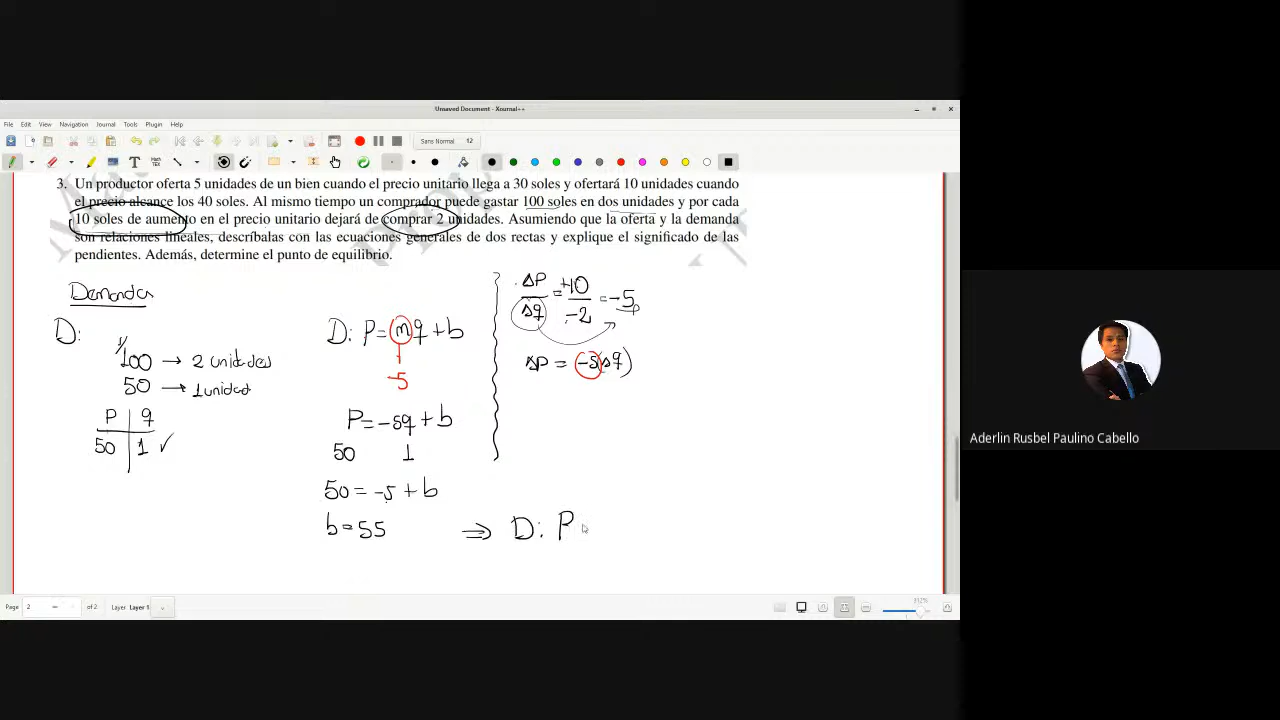 Unsaved Document - Xournal++
File Edit View Navigation Journal Tools Plugin Help
Sans Normal 12
3. Un productor oferta 5 unidades de un bien cuando el precio unitario llega a 30 soles y ofertará 10 unidades cuando
el precio alcance los 40 soles. Al mismo tiempo un comprador puede gastar 100 soles en dos unidades y por cada
10 soles de aumento en el precio unitario dejará de comprar 2 unidades. Asumiendo que la oferta y la demanda
son relaciones lineales, descríbalas con las ecuaciones generales de dos rectas y explique el significado de las
pendientes. Además, determine el punto de equilibrio.
Demanda
D:
100 → 2 unidades
50 → 1 unidad
P | q
50 | 1 ✓
D: P = mq + b
-5
P = -5q + b
50 1
50 = -5 + b
b = 55 ⇒ D: P
ΔP/Δq = +10/-2 = -5
ΔP = -5(Δq)
Aderlin Rusbel Paulino Cabello
Page 2 of 2 Layer Layer 1